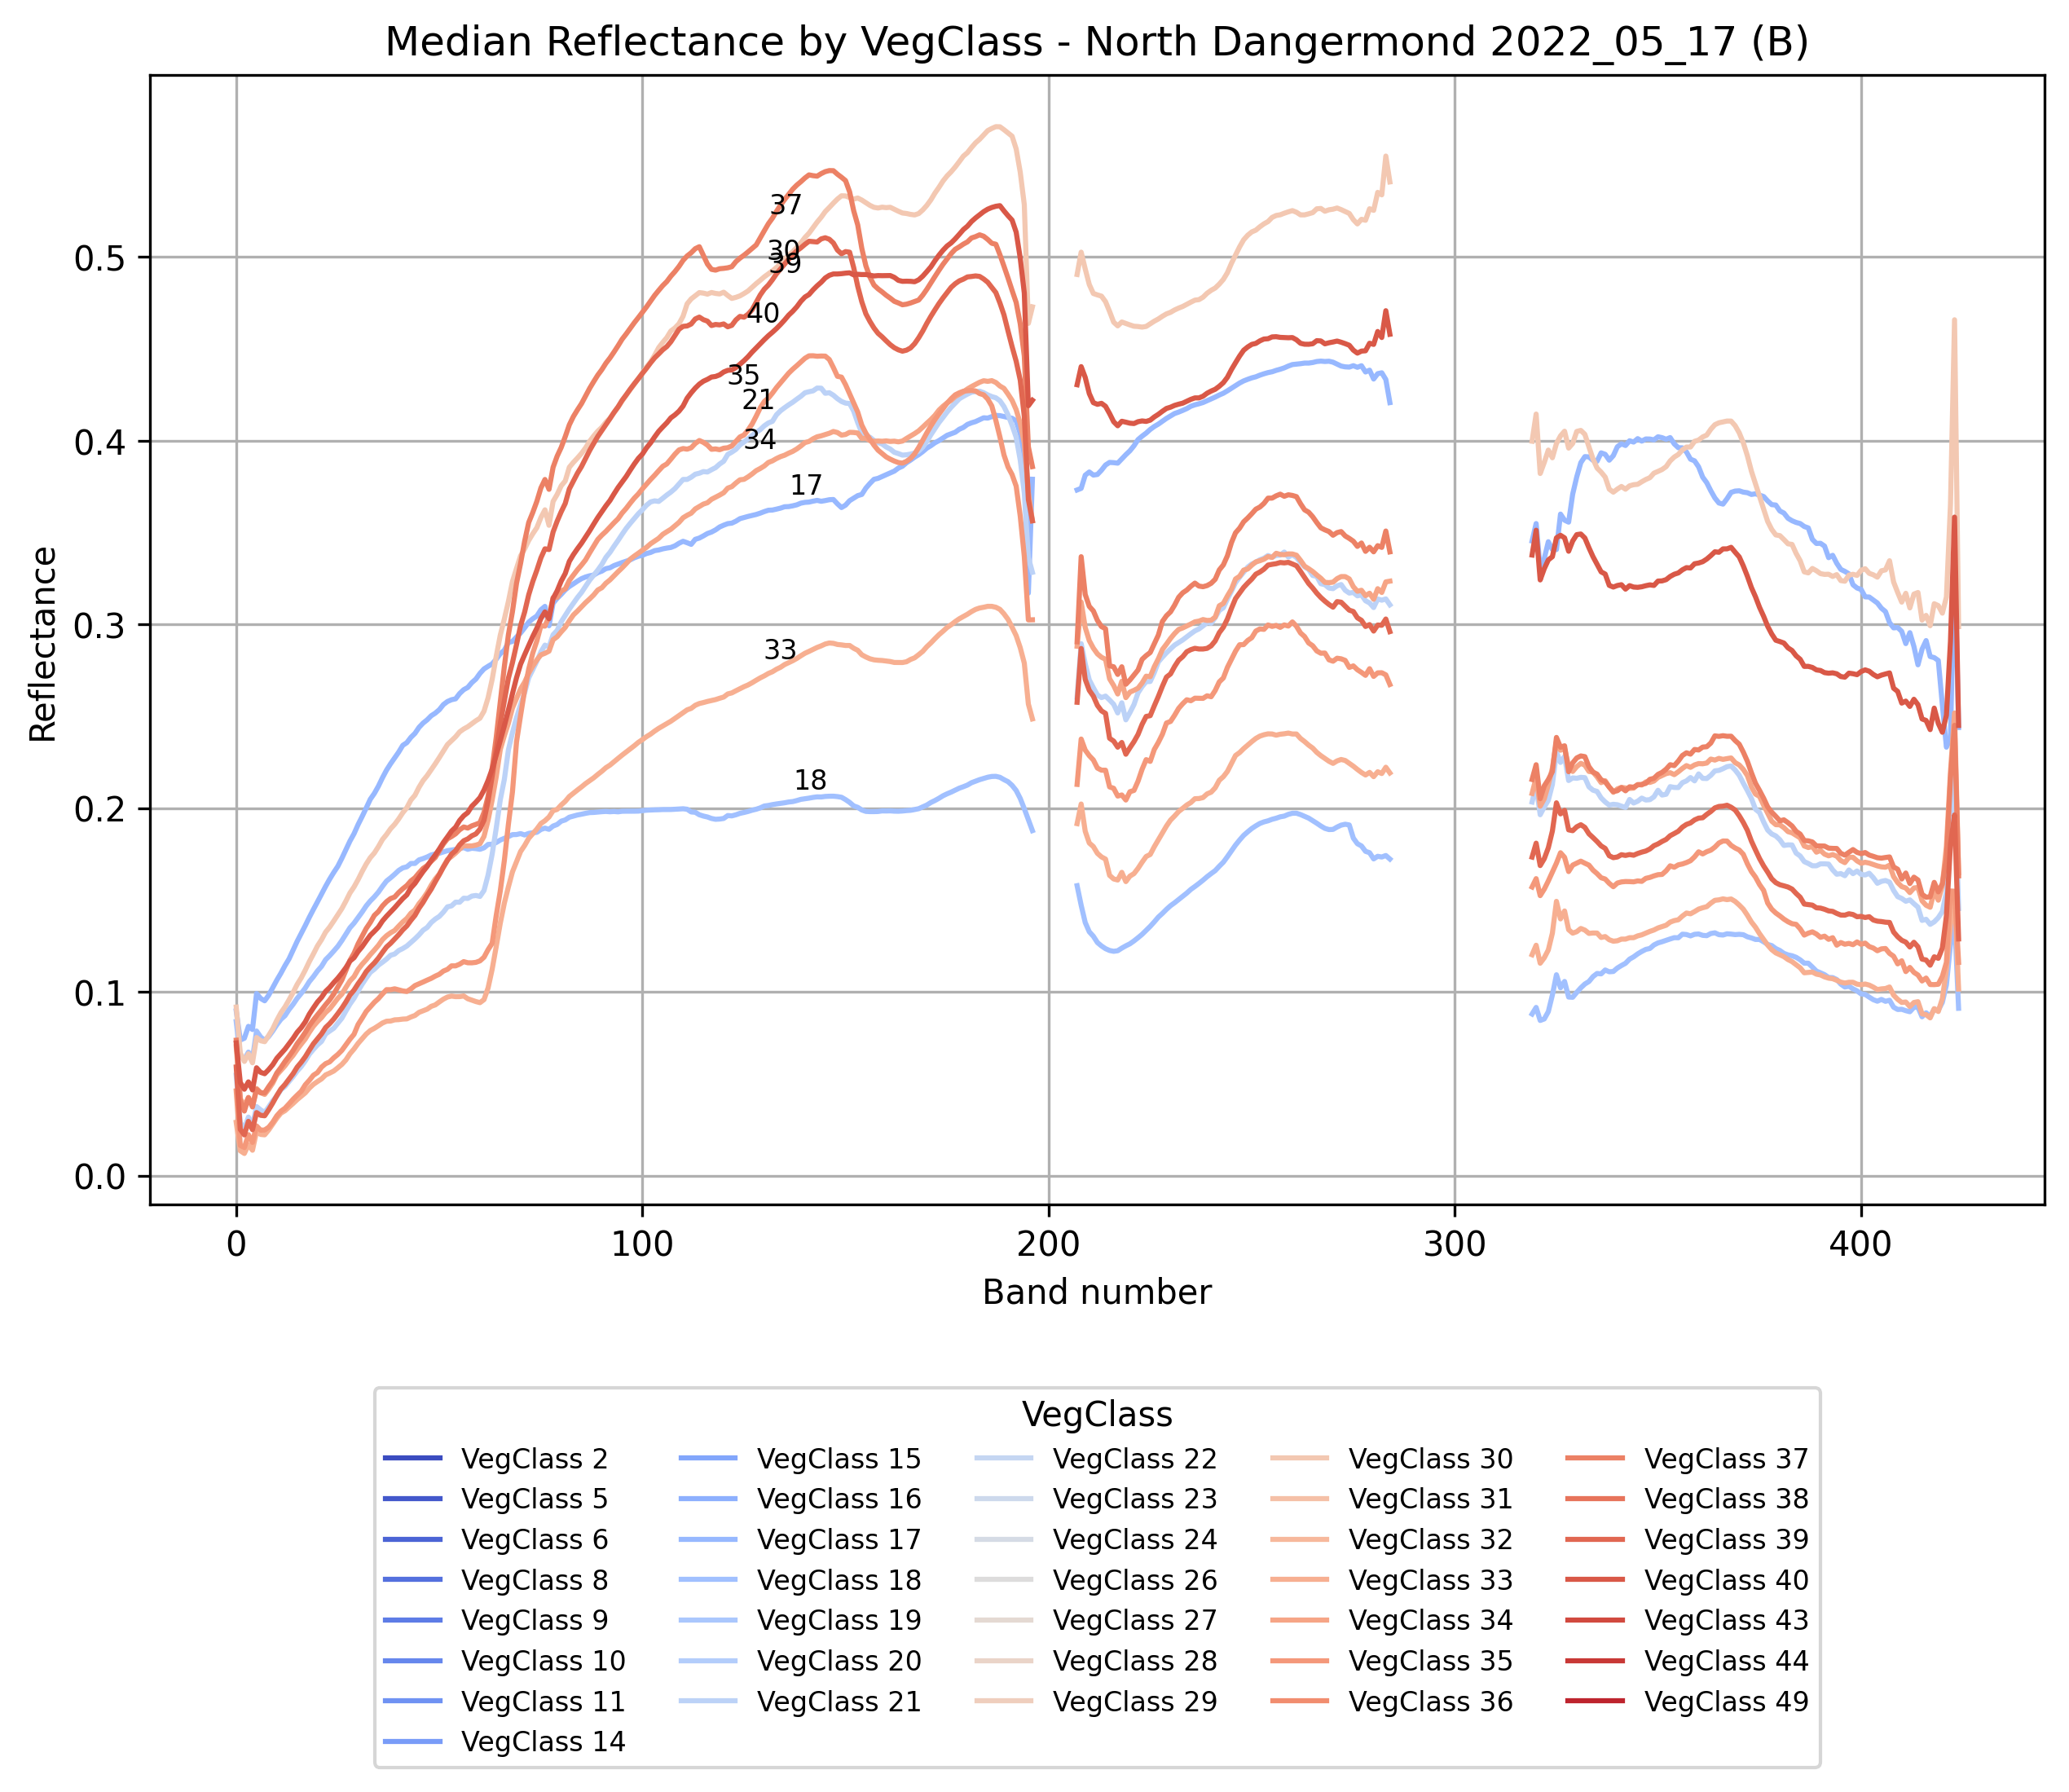 Median Reflectance by VegClass - North Dangermond 2022_05_17 (B)
Reflectance
0.5
0.4
0.3
0.2
0.1
0.0
37
30
39
40
35
21
34
17
33
18
0 100 200 300 400
Band number
VegClass
VegClass 2 VegClass 15 VegClass 22 VegClass 30 VegClass 37
VegClass 5 VegClass 16 VegClass 23 VegClass 31 VegClass 38
VegClass 6 VegClass 17 VegClass 24 VegClass 32 VegClass 39
VegClass 8 VegClass 18 VegClass 26 VegClass 33 VegClass 40
VegClass 9 VegClass 19 VegClass 27 VegClass 34 VegClass 43
VegClass 10 VegClass 20 VegClass 28 VegClass 35 VegClass 44
VegClass 11 VegClass 21 VegClass 29 VegClass 36 VegClass 49
VegClass 14